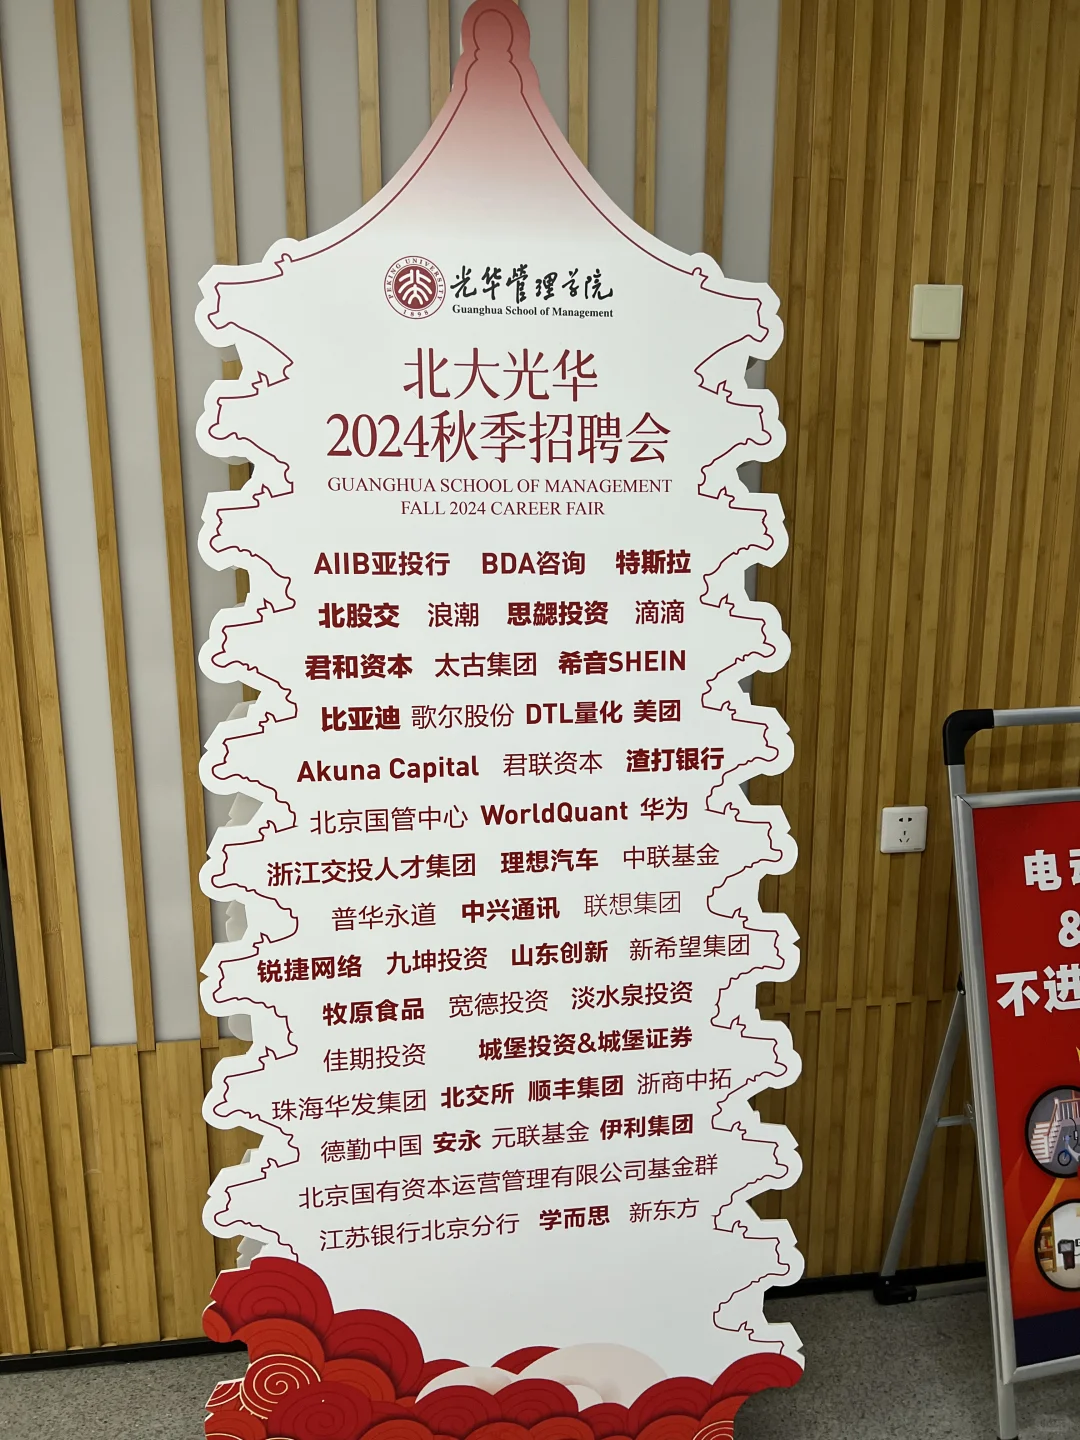 PEKING UNIVERSITY
1898
光华管理学院
Guanghua School of Management
北大光华
2024秋季招聘会
GUANGHUA SCHOOL OF MANAGEMENT
FALL 2024 CAREER FAIR
AIIB亚投行 BDA咨询 特斯拉
北股交 浪潮 思勰投资 滴滴
君和资本 太古集团 希音SHEIN
比亚迪 歌尔股份 DTL量化 美团
Akuna Capital 君联资本 渣打银行
北京国管中心 WorldQuant 华为
浙江交投人才集团 理想汽车 中联基金
普华永道 中兴通讯 联想集团
锐捷网络 九坤投资 山东创新 新希望集团
牧原食品 宽德投资 淡水泉投资
佳期投资 城堡投资&城堡证券
珠海华发集团 北交所 顺丰集团 浙商中拓
德勤中国 安永 元联基金 伊利集团
北京国有资本运营管理有限公司基金群
江苏银行北京分行 学而思 新东方
电动
&
不进